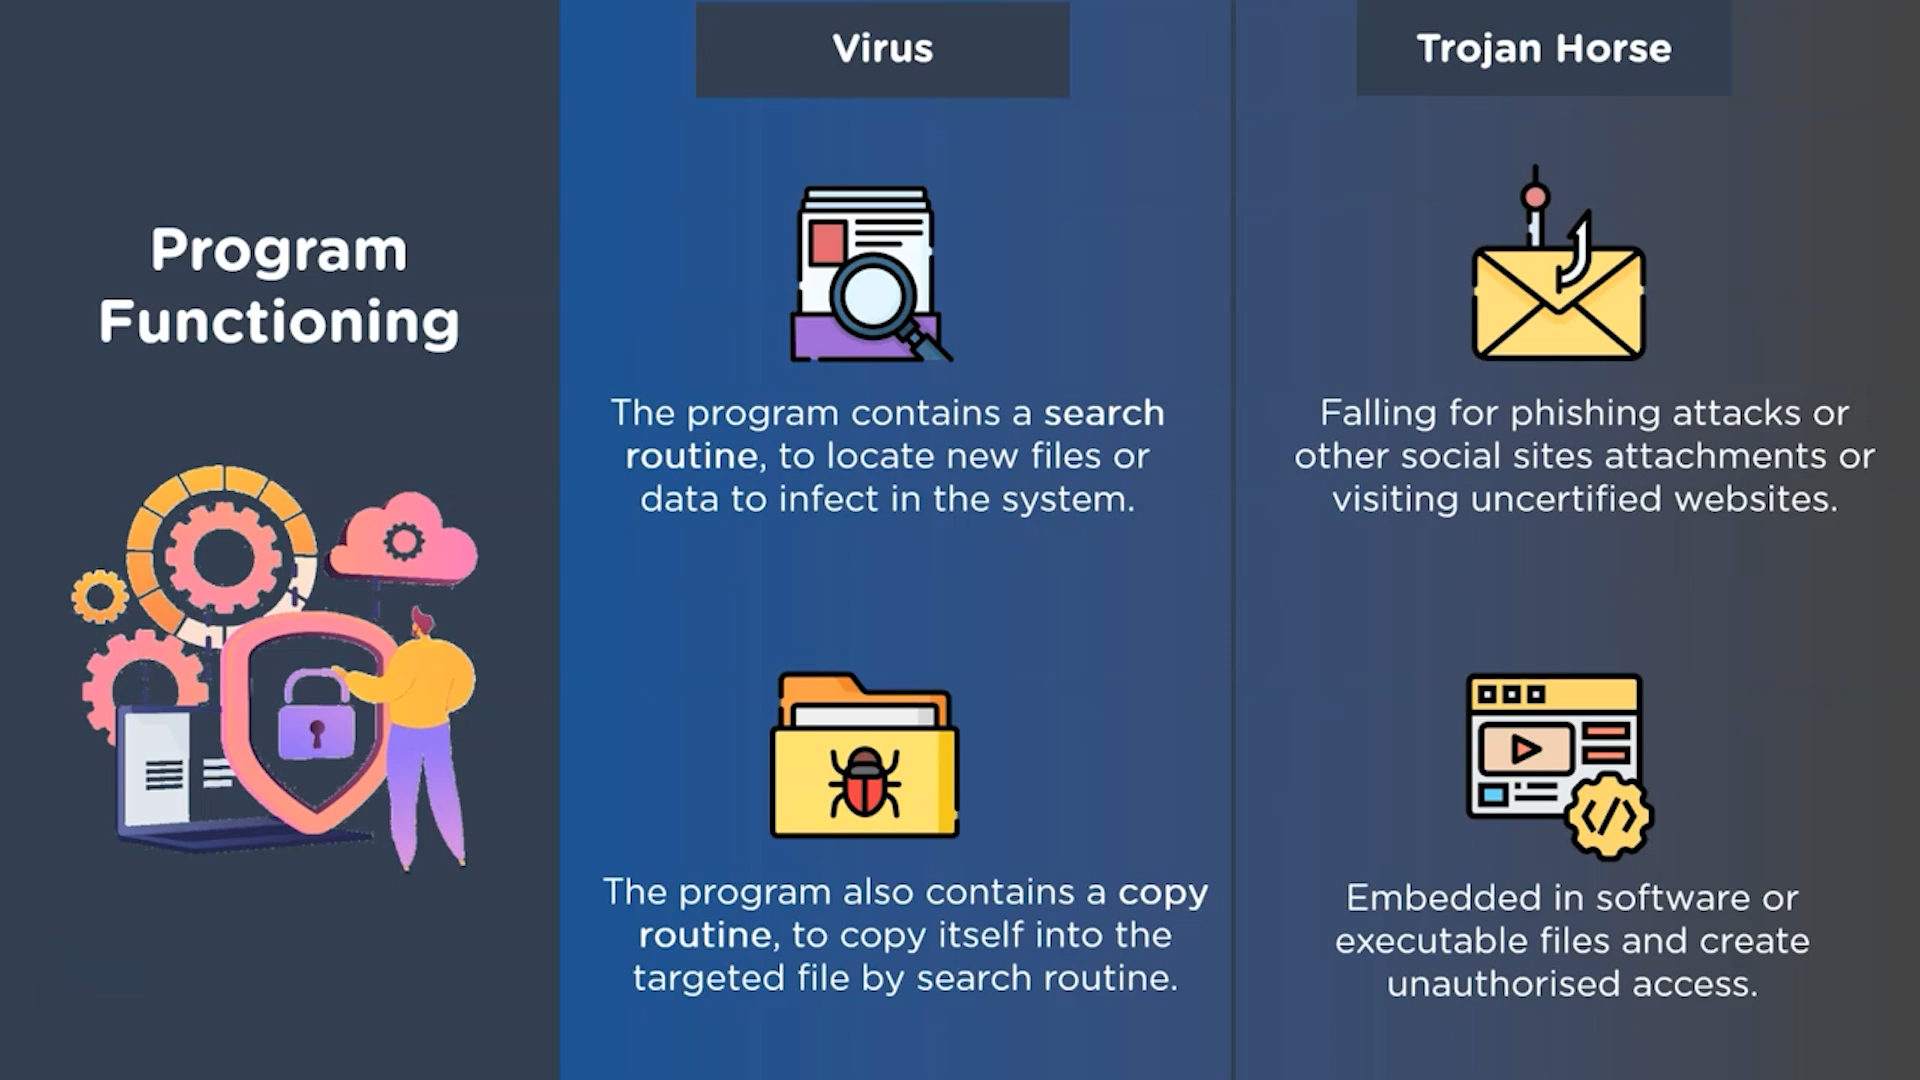 Program
Functioning
Virus
The program contains a search
routine, to locate new files or
data to infect in the system.
The program also contains a copy
routine, to copy itself into the
targeted file by search routine.
Trojan Horse
Falling for phishing attacks or
other social sites attachments or
visiting uncertified websites.
</>
Embedded in software or
executable files and create
unauthorised access.